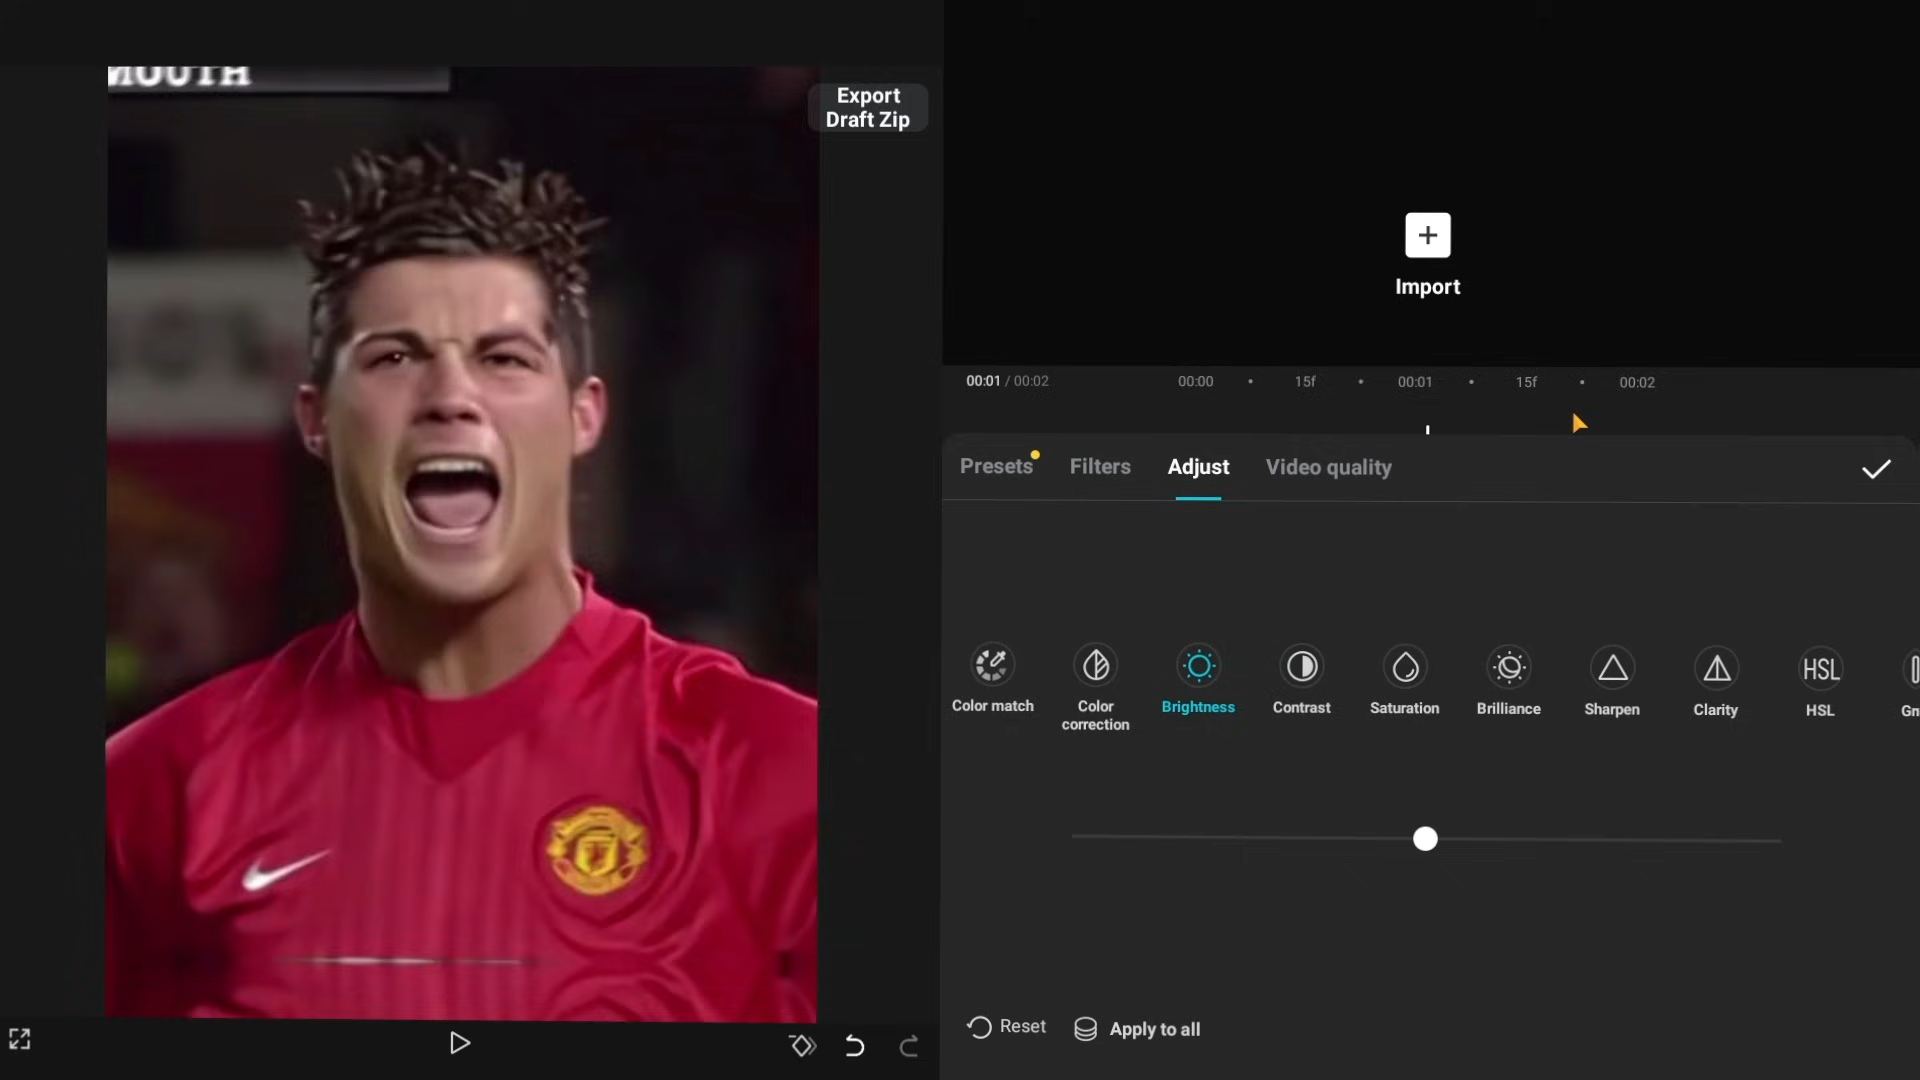 MOUTH
Export
Draft Zip
Import
00:01 / 00:02
00:00
15f
00:01
15f
00:02
Presets
Filters
Adjust
Video quality
Color match
Color
correction
Brightness
Contrast
Saturation
Brilliance
Sharpen
Clarity
HSL
HSL
Reset
Apply to all